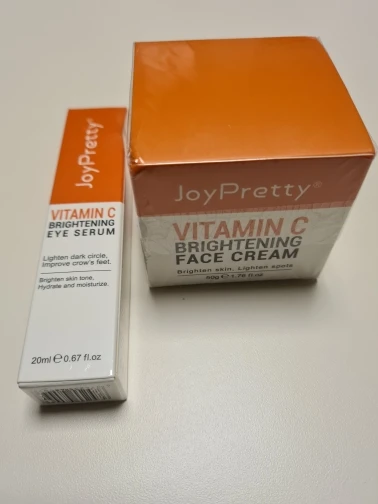 JoyPretty®
VITAMIN C
BRIGHTENING
EYE SERUM
Lighten dark circle,
Improve crow's feet.
Brighten skin tone,
Hydrate and moisturize.
20ml ℮ 0.67 fl.oz
JoyPretty®
VITAMIN C
BRIGHTENING
FACE CREAM
Brighten skin, Lighten spots
50g ℮ 1.76 fl.oz